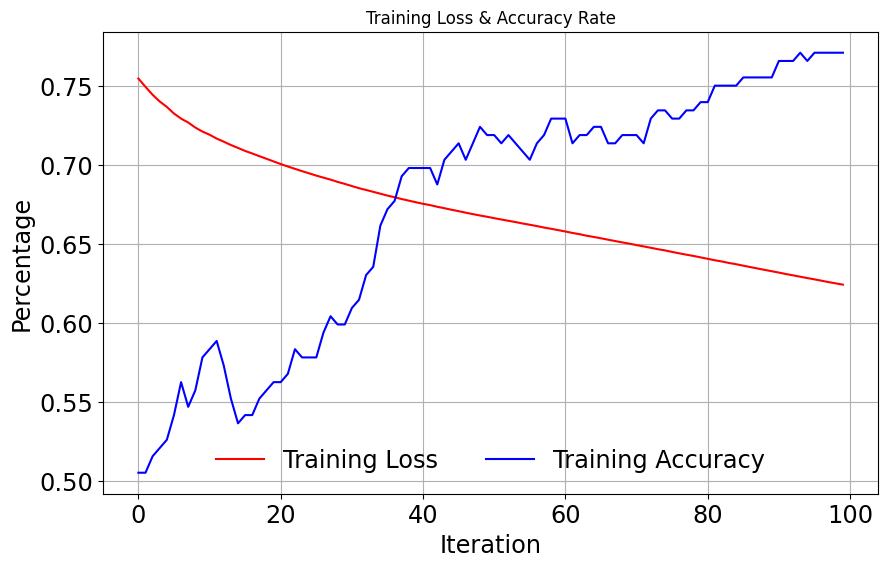 Training Loss & Accuracy Rate
0.75
0.70
0.65
0.60
0.55
0.50
Percentage
Training Loss
Training Accuracy
0 20 40 60 80 100
Iteration